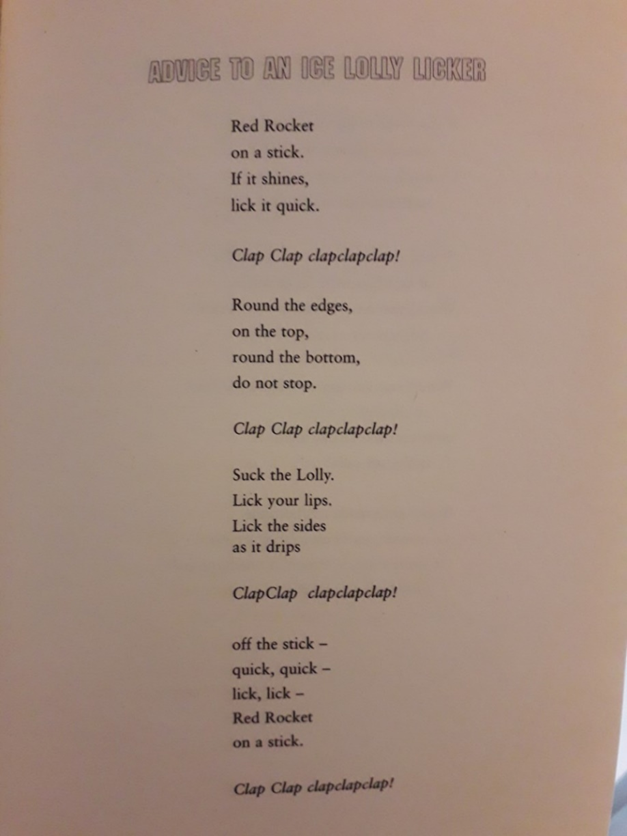 ADVICE TO AN ICE LOLLY LICKER
Red Rocket
on a stick.
If it shines,
lick it quick.
Clap Clap clapclapclap!
Round the edges,
on the top,
round the bottom,
do not stop.
Clap Clap clapclapclap!
Suck the Lolly.
Lick your lips.
Lick the sides
as it drips
ClapClap clapclapclap!
off the stick –
quick, quick –
lick, lick –
Red Rocket
on a stick.
Clap Clap clapclapclap!